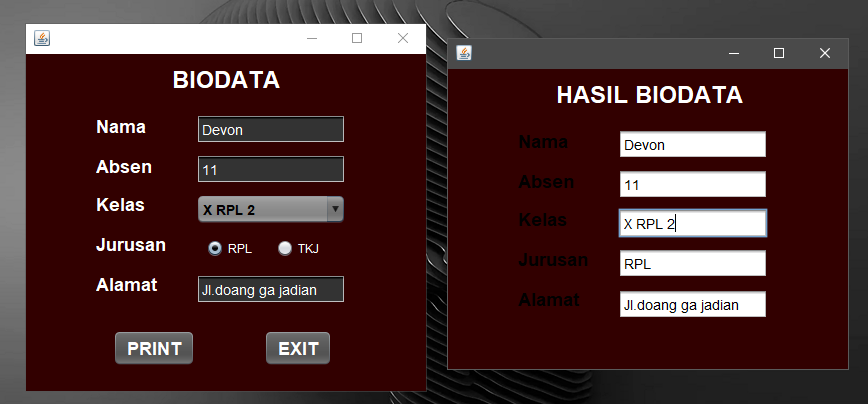 BIODATA
Nama
Devon
Absen
11
Kelas
X RPL 2
Jurusan
RPL
TKJ
Alamat
Jl.doang ga jadian
PRINT
EXIT
HASIL BIODATA
Nama
Devon
Absen
11
Kelas
X RPL 2
Jurusan
RPL
Alamat
Jl.doang ga jadian